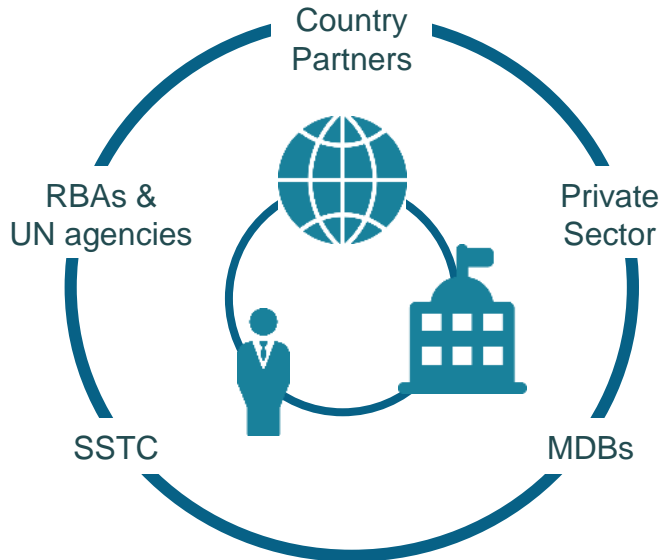 Country
Partners
RBAs &
UN agencies
Private
Sector
SSTC
MDBs